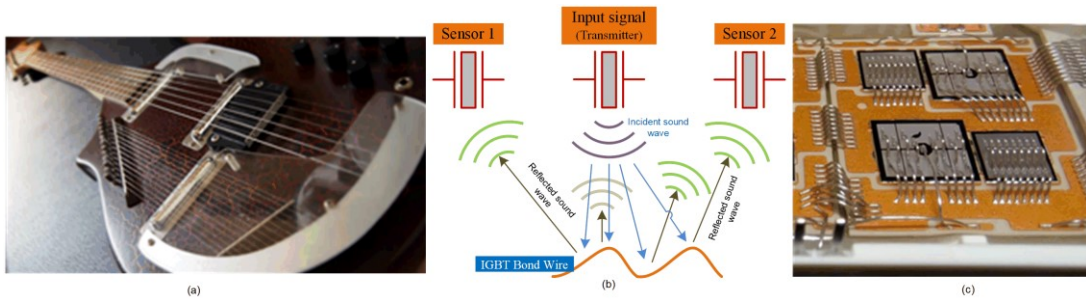 Sensor 1
Input signal
(Transmitter)
Sensor 2
Incident sound
wave
Reflected sound
wave
Reflected sound
wave
IGBT Bond Wire
(a)
(b)
(c)